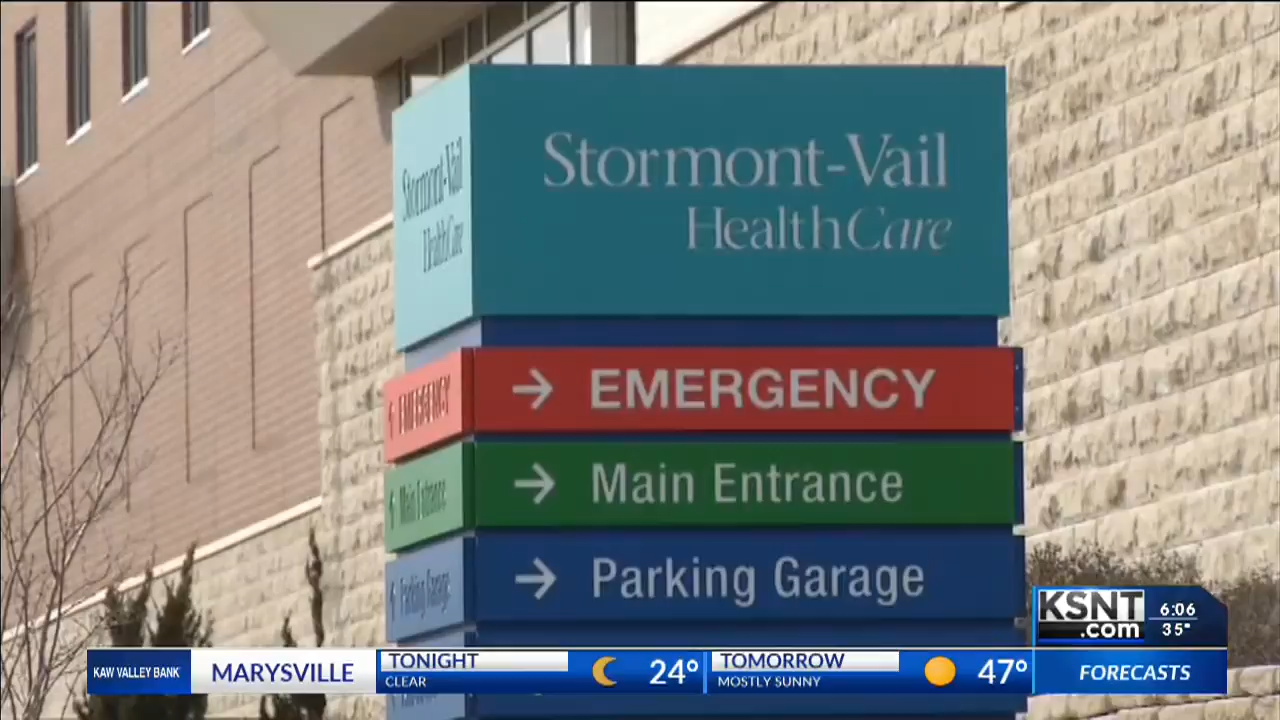 Stormont-Vail
HealthCare
Stormont-Vail
HealthCare
EMERGENCY
→ EMERGENCY
Main Entrance
→ Main Entrance
Parking Garage
→ Parking Garage
KSNT
.com
6:06
35°
KAW VALLEY BANK
MARYSVILLE
TONIGHT
CLEAR
24°
TOMORROW
MOSTLY SUNNY
47°
FORECASTS